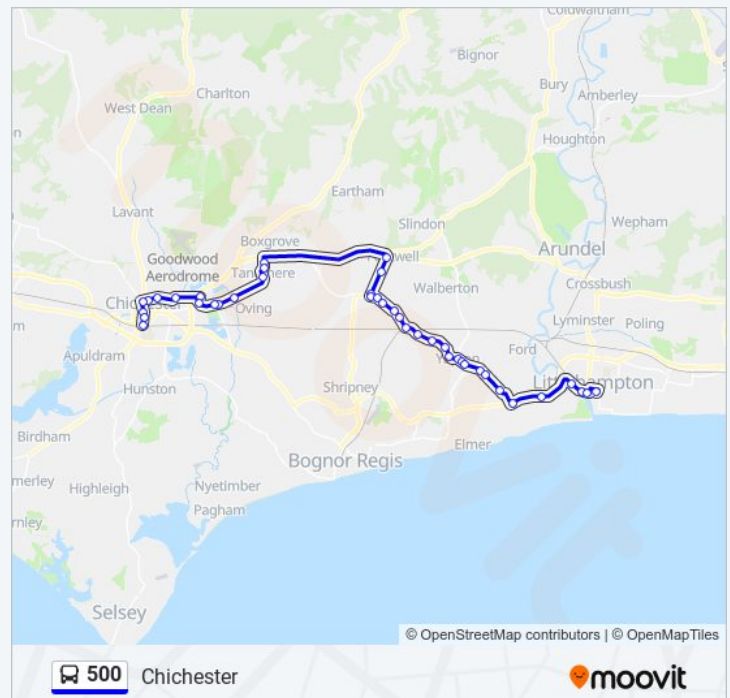 Coldwaltham
Bignor
Charlton
Bury
Amberley
West Dean
Houghton
Eartham
Lavant
Slindon
Wepham
Boxgrove
Arundel
Goodwood
Aerodrome
Tangmere
Walberton
Crossbush
Chichester
Oving
Lyminster
Poling
Apuldram
Ford
Yapton
Shripney
Littlehampton
Hunston
Birdham
Elmer
Bognor Regis
Highleigh
Nyetimber
Pagham
Selsey
© OpenStreetMap contributors | © OpenMapTiles
500 Chichester
moovit